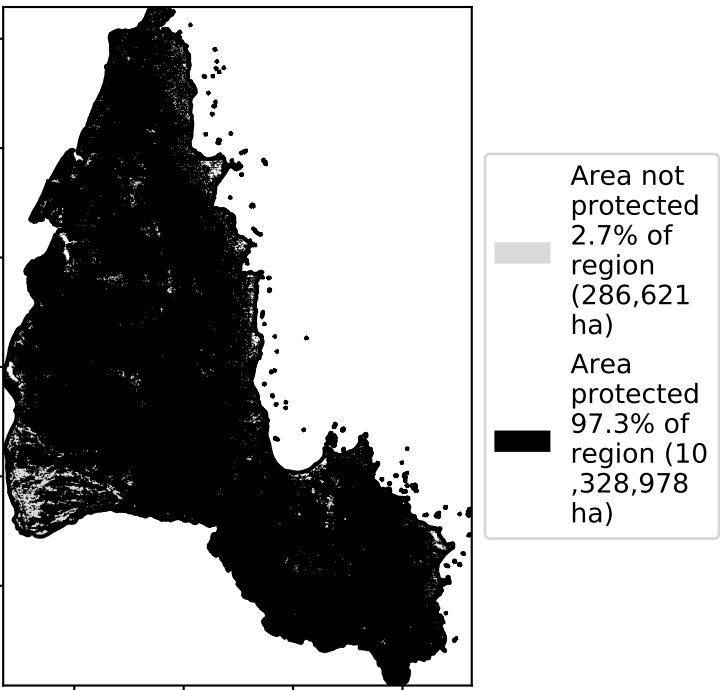 Area not
protected
2.7% of
region
(286,621
ha)
Area
protected
97.3% of
region (10
,328,978
ha)